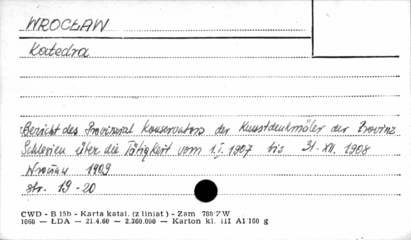 WROCŁAW
Katedra
Bericht des Provinzial Konservators der Kunstdenkmäler der Provinz
Schlesien über die Tätigkeit vom 1.I.1907 bis 31.XII.1908
Wrocław 1909
str. 19-20
CWD - B 15b - Karta katal. (z liniat.) - Zam 788/ZW
1060 — ŁDA — 21.4.60 — 2.360.000 — Karton kl. III A1/160 g